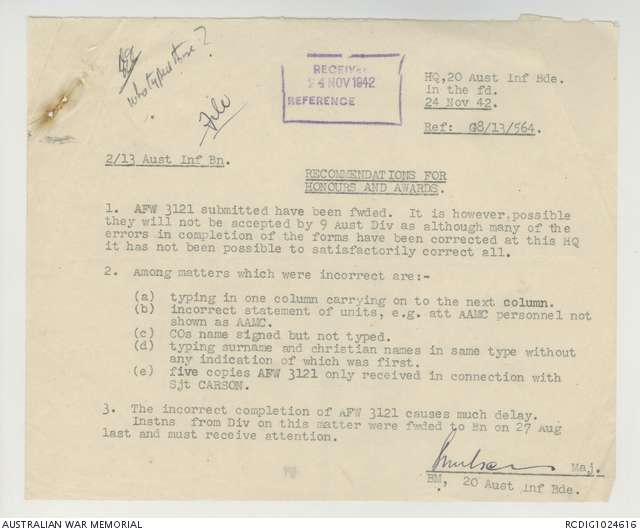 who typed these?
File
RECEIVED
24 NOV 1942
REFERENCE
HQ,20 Aust Inf Bde.
in the fd.
24 Nov 42.
Ref: G8/13/564.
2/13 Aust Inf Bn.
RECOMMENDATIONS FOR
HONOURS AND AWARDS.
1. AFW 3121 submitted have been fwded. It is however,possible
they will not be accepted by 9 Aust Div as although many of the
errors in completion of the forms have been corrected at this HQ
it has not been possible to satisfactorily correct all.
2. Among matters which were incorrect are:-
(a) typing in one column carrying on to the next column.
(b) incorrect statement of units, e.g. att AAMC personnel not
shown as AAMC.
(c) COs name signed but not typed.
(d) typing surname and christian names in same type without
any indication of which was first.
(e) five copies AFW 3121 only received in connection with
Sjt CARSON.
3. The incorrect completion of AFW 3121 causes much delay.
Instns from Div on this matter were fwded to Bn on 27 Aug
last and must receive attention.
Maj.
BM, 20 Aust Inf Bde.
AUSTRALIAN WAR MEMORIAL
RCDIG1024616